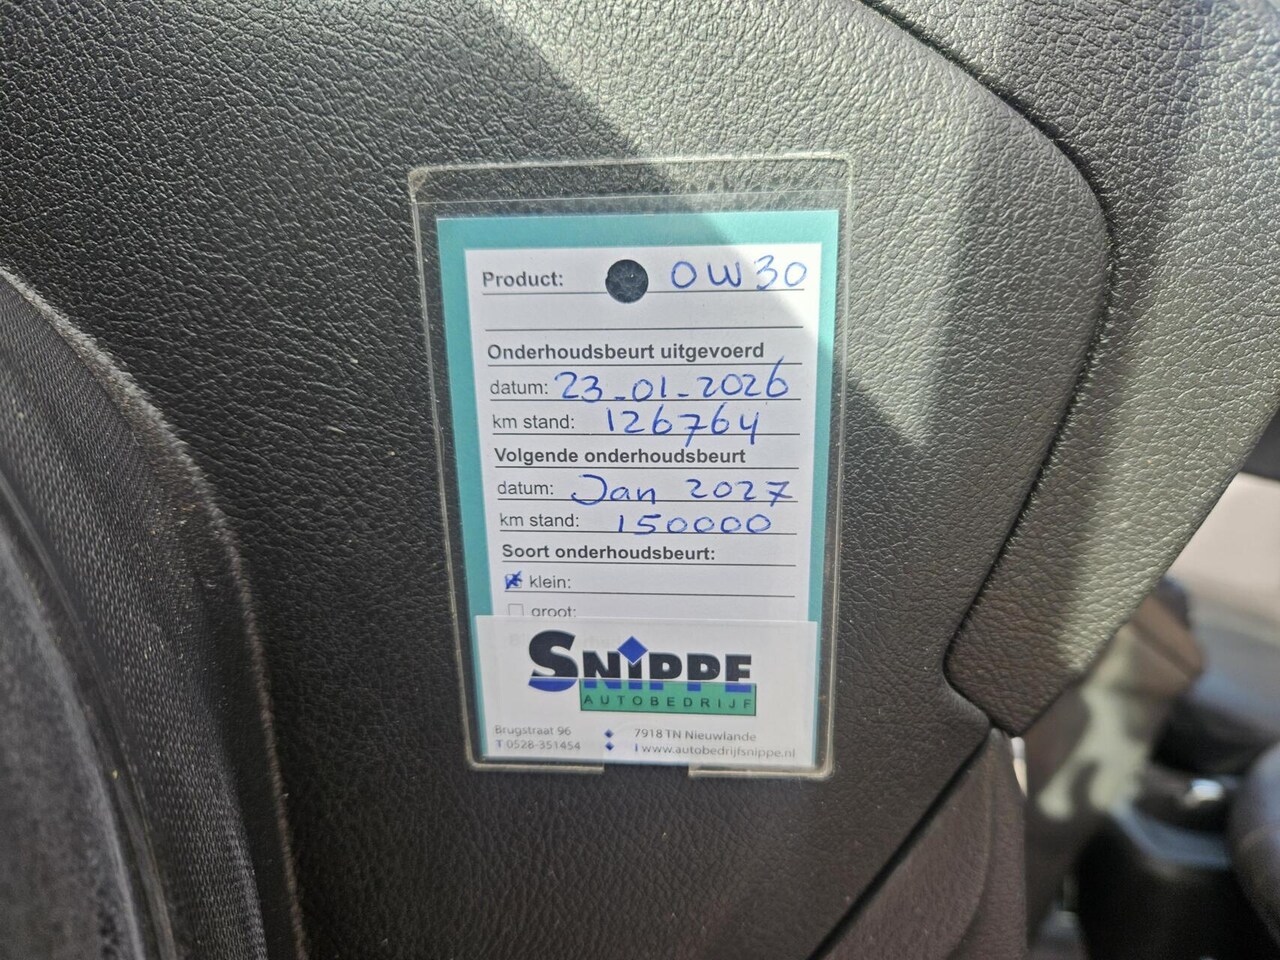 Product: 0W30
Onderhoudsbeurt uitgevoerd
datum: 23-01-2026
km stand: 126764
Volgende onderhoudsbeurt
datum: Jan 2027
km stand: 150000
Soort onderhoudsbeurt:
klein:
groot:
SNIPPE
AUTOBEDRIJF
Brugstraat 96 7918 TN Nieuwlande
T 0528-351454 I www.autobedrijfsnippe.nl